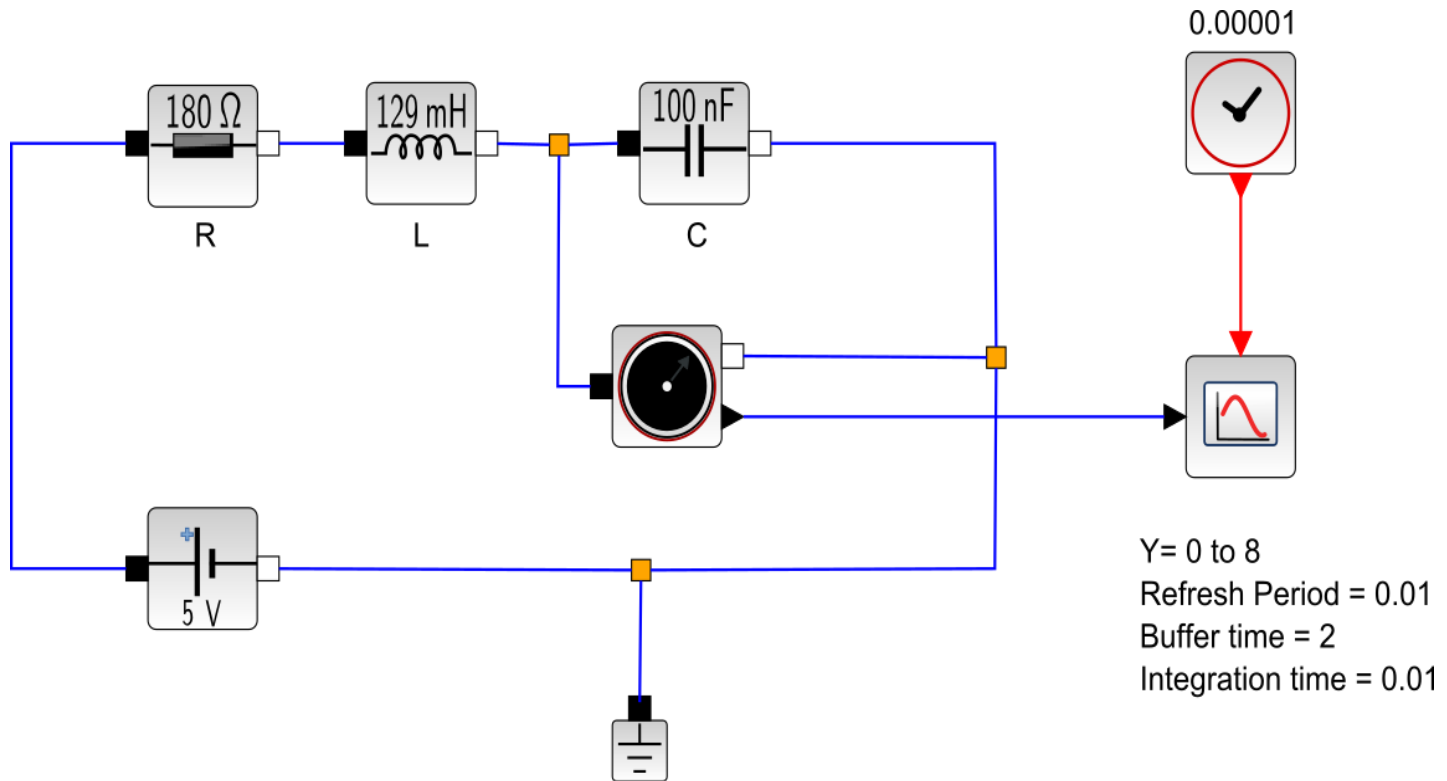 0.00001
180 Ω
129 mH
100 nF
R
L
C
5 V
Y= 0 to 8
Refresh Period = 0.01
Buffer time = 2
Integration time = 0.01